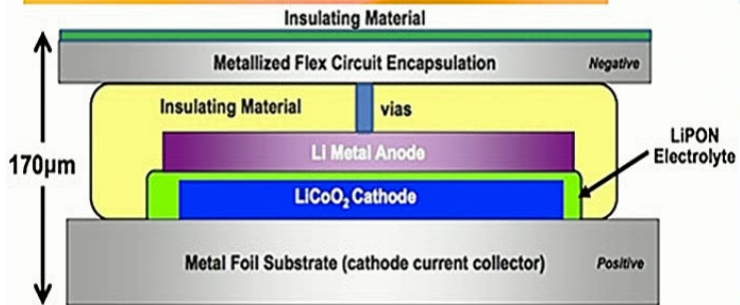 Insulating Material
Metallized Flex Circuit Encapsulation Negative
Insulating Material vias
LiPON
Electrolyte
170μm
Li Metal Anode
LiCoO₂ Cathode
Metal Foil Substrate (cathode current collector) Positive